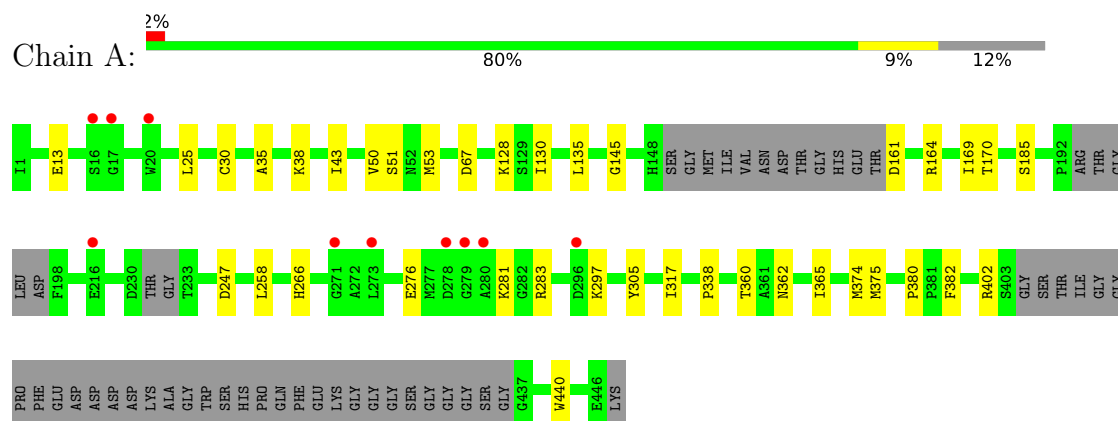 2%
Chain A:
80% 9% 12%
I1 E13 S16 G17 W20 L25 C30 A35 K38 I43 V50 S51 N52 M53 D67 K128 S129 I130 L135 G145 H148 SER GLY MET ILE VAL ASN ASP THR GLY HIS GLU THR D161 R164 I169 T170 S185 P192 ARG THR GLY
LEU ASP F198 E216 D230 THR GLY T233 D247 L258 H266 G271 A272 L273 E276 M277 D278 G279 A280 K281 G282 R283 D296 K297 Y305 I317 P338 T360 A361 N362 I365 M374 M375 P380 P381 F382 R402 S403 GLY SER THR ILE GLY GLY
PRO PHE GLU ASP ASP ASP ASP LYS ALA GLY TRP SER HIS PRO GLN PHE GLU LYS GLY GLY GLY SER GLY GLY GLY SER GLY G437 W440 E446 LYS